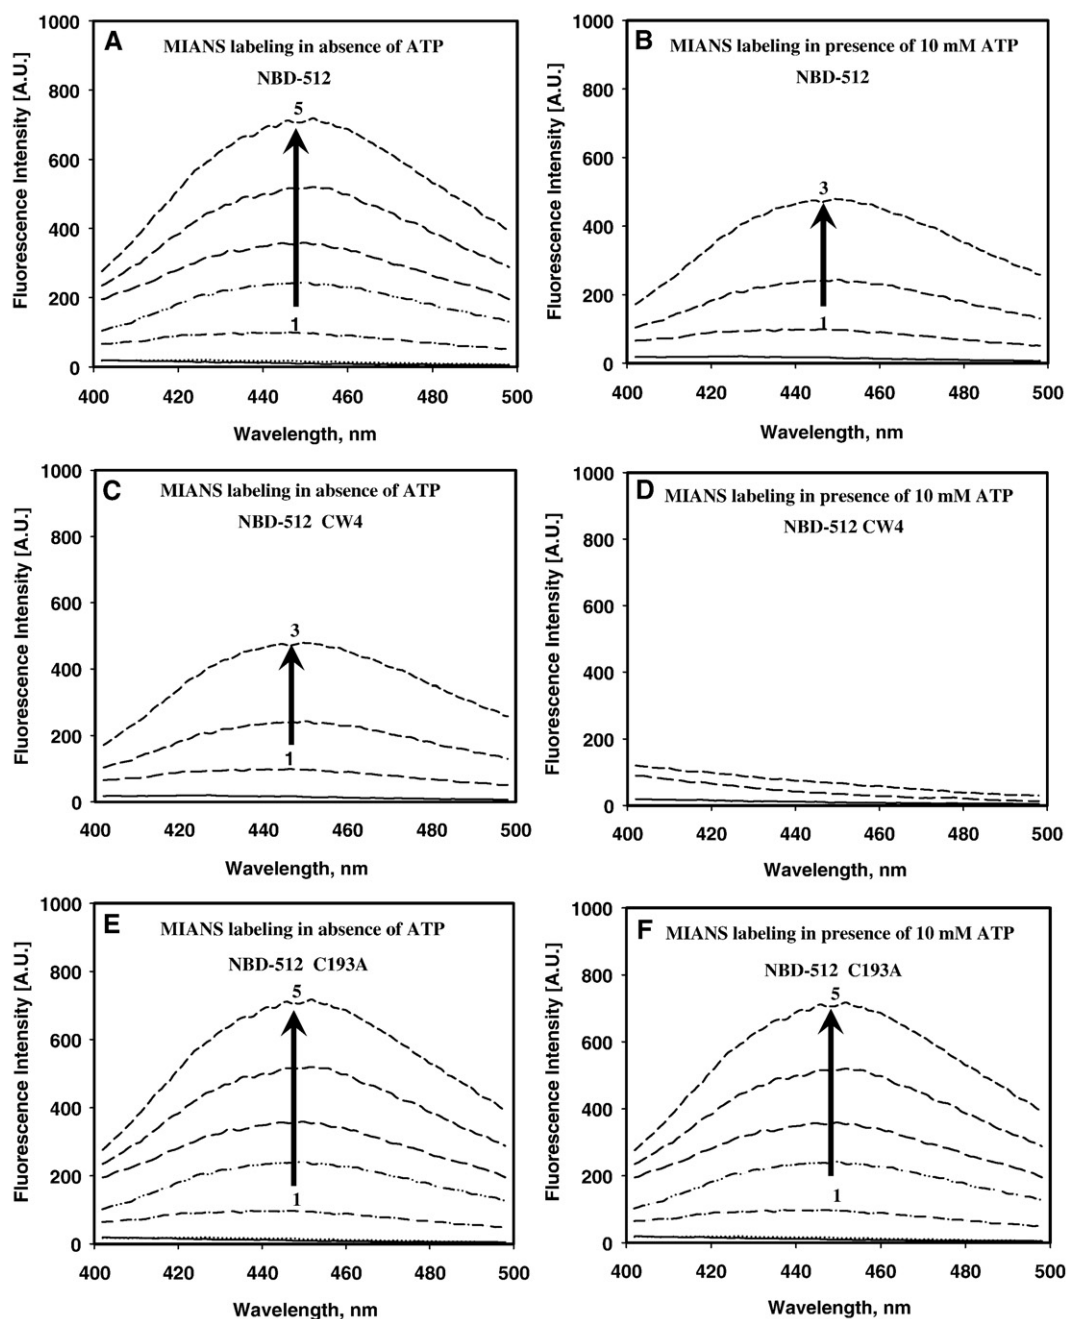 A
MIANS labeling in absence of ATP
NBD-512
5
1
1000
800
600
400
200
0
400 420 440 460 480 500
Wavelength, nm
Fluorescence Intensity [A.U.]
B
MIANS labeling in presence of 10 mM ATP
NBD-512
3
1
1000
800
600
400
200
0
400 420 440 460 480 500
Wavelength, nm
Fluorescence Intensity [A.U.]
C
MIANS labeling in absence of ATP
NBD-512 CW4
3
1
1000
800
600
400
200
0
400 420 440 460 480 500
Wavelength, nm
Fluorescence Intensity [A.U.]
D
MIANS labeling in presence of 10 mM ATP
NBD-512 CW4
1000
800
600
400
200
0
400 420 440 460 480 500
Wavelength, nm
Fluorescence Intensity [A.U.]
E
MIANS labeling in absence of ATP
NBD-512 C193A
5
1
1000
800
600
400
200
0
400 420 440 460 480 500
Wavelength, nm
Fluorescence Intensity [A.U.]
F
MIANS labeling in presence of 10 mM ATP
NBD-512 C193A
5
1
1000
800
600
400
200
0
400 420 440 460 480 500
Wavelength, nm
Fluorescence Intensity [A.U.]